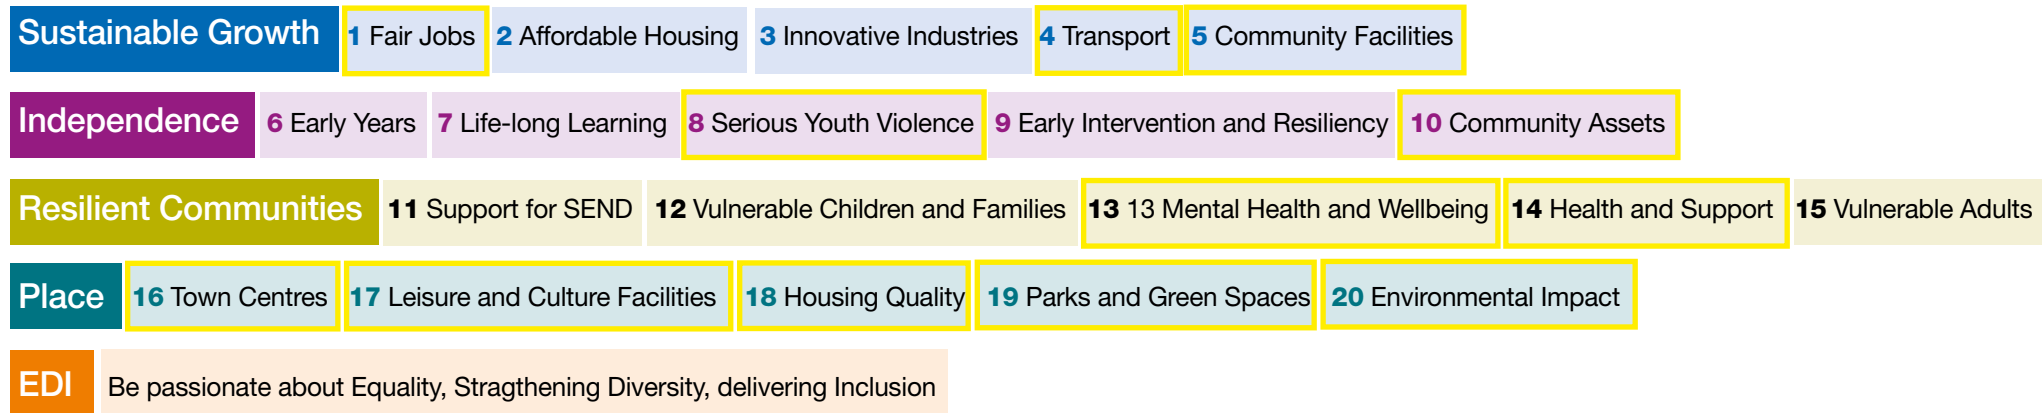 Sustainable Growth 1 Fair Jobs 2 Affordable Housing 3 Innovative Industries 4 Transport 5 Community Facilities
Independence 6 Early Years 7 Life-long Learning 8 Serious Youth Violence 9 Early Intervention and Resiliency 10 Community Assets
Resilient Communities 11 Support for SEND 12 Vulnerable Children and Families 13 13 Mental Health and Wellbeing 14 Health and Support 15 Vulnerable Adults
Place 16 Town Centres 17 Leisure and Culture Facilities 18 Housing Quality 19 Parks and Green Spaces 20 Environmental Impact
EDI Be passionate about Equality, Stragthening Diversity, delivering Inclusion